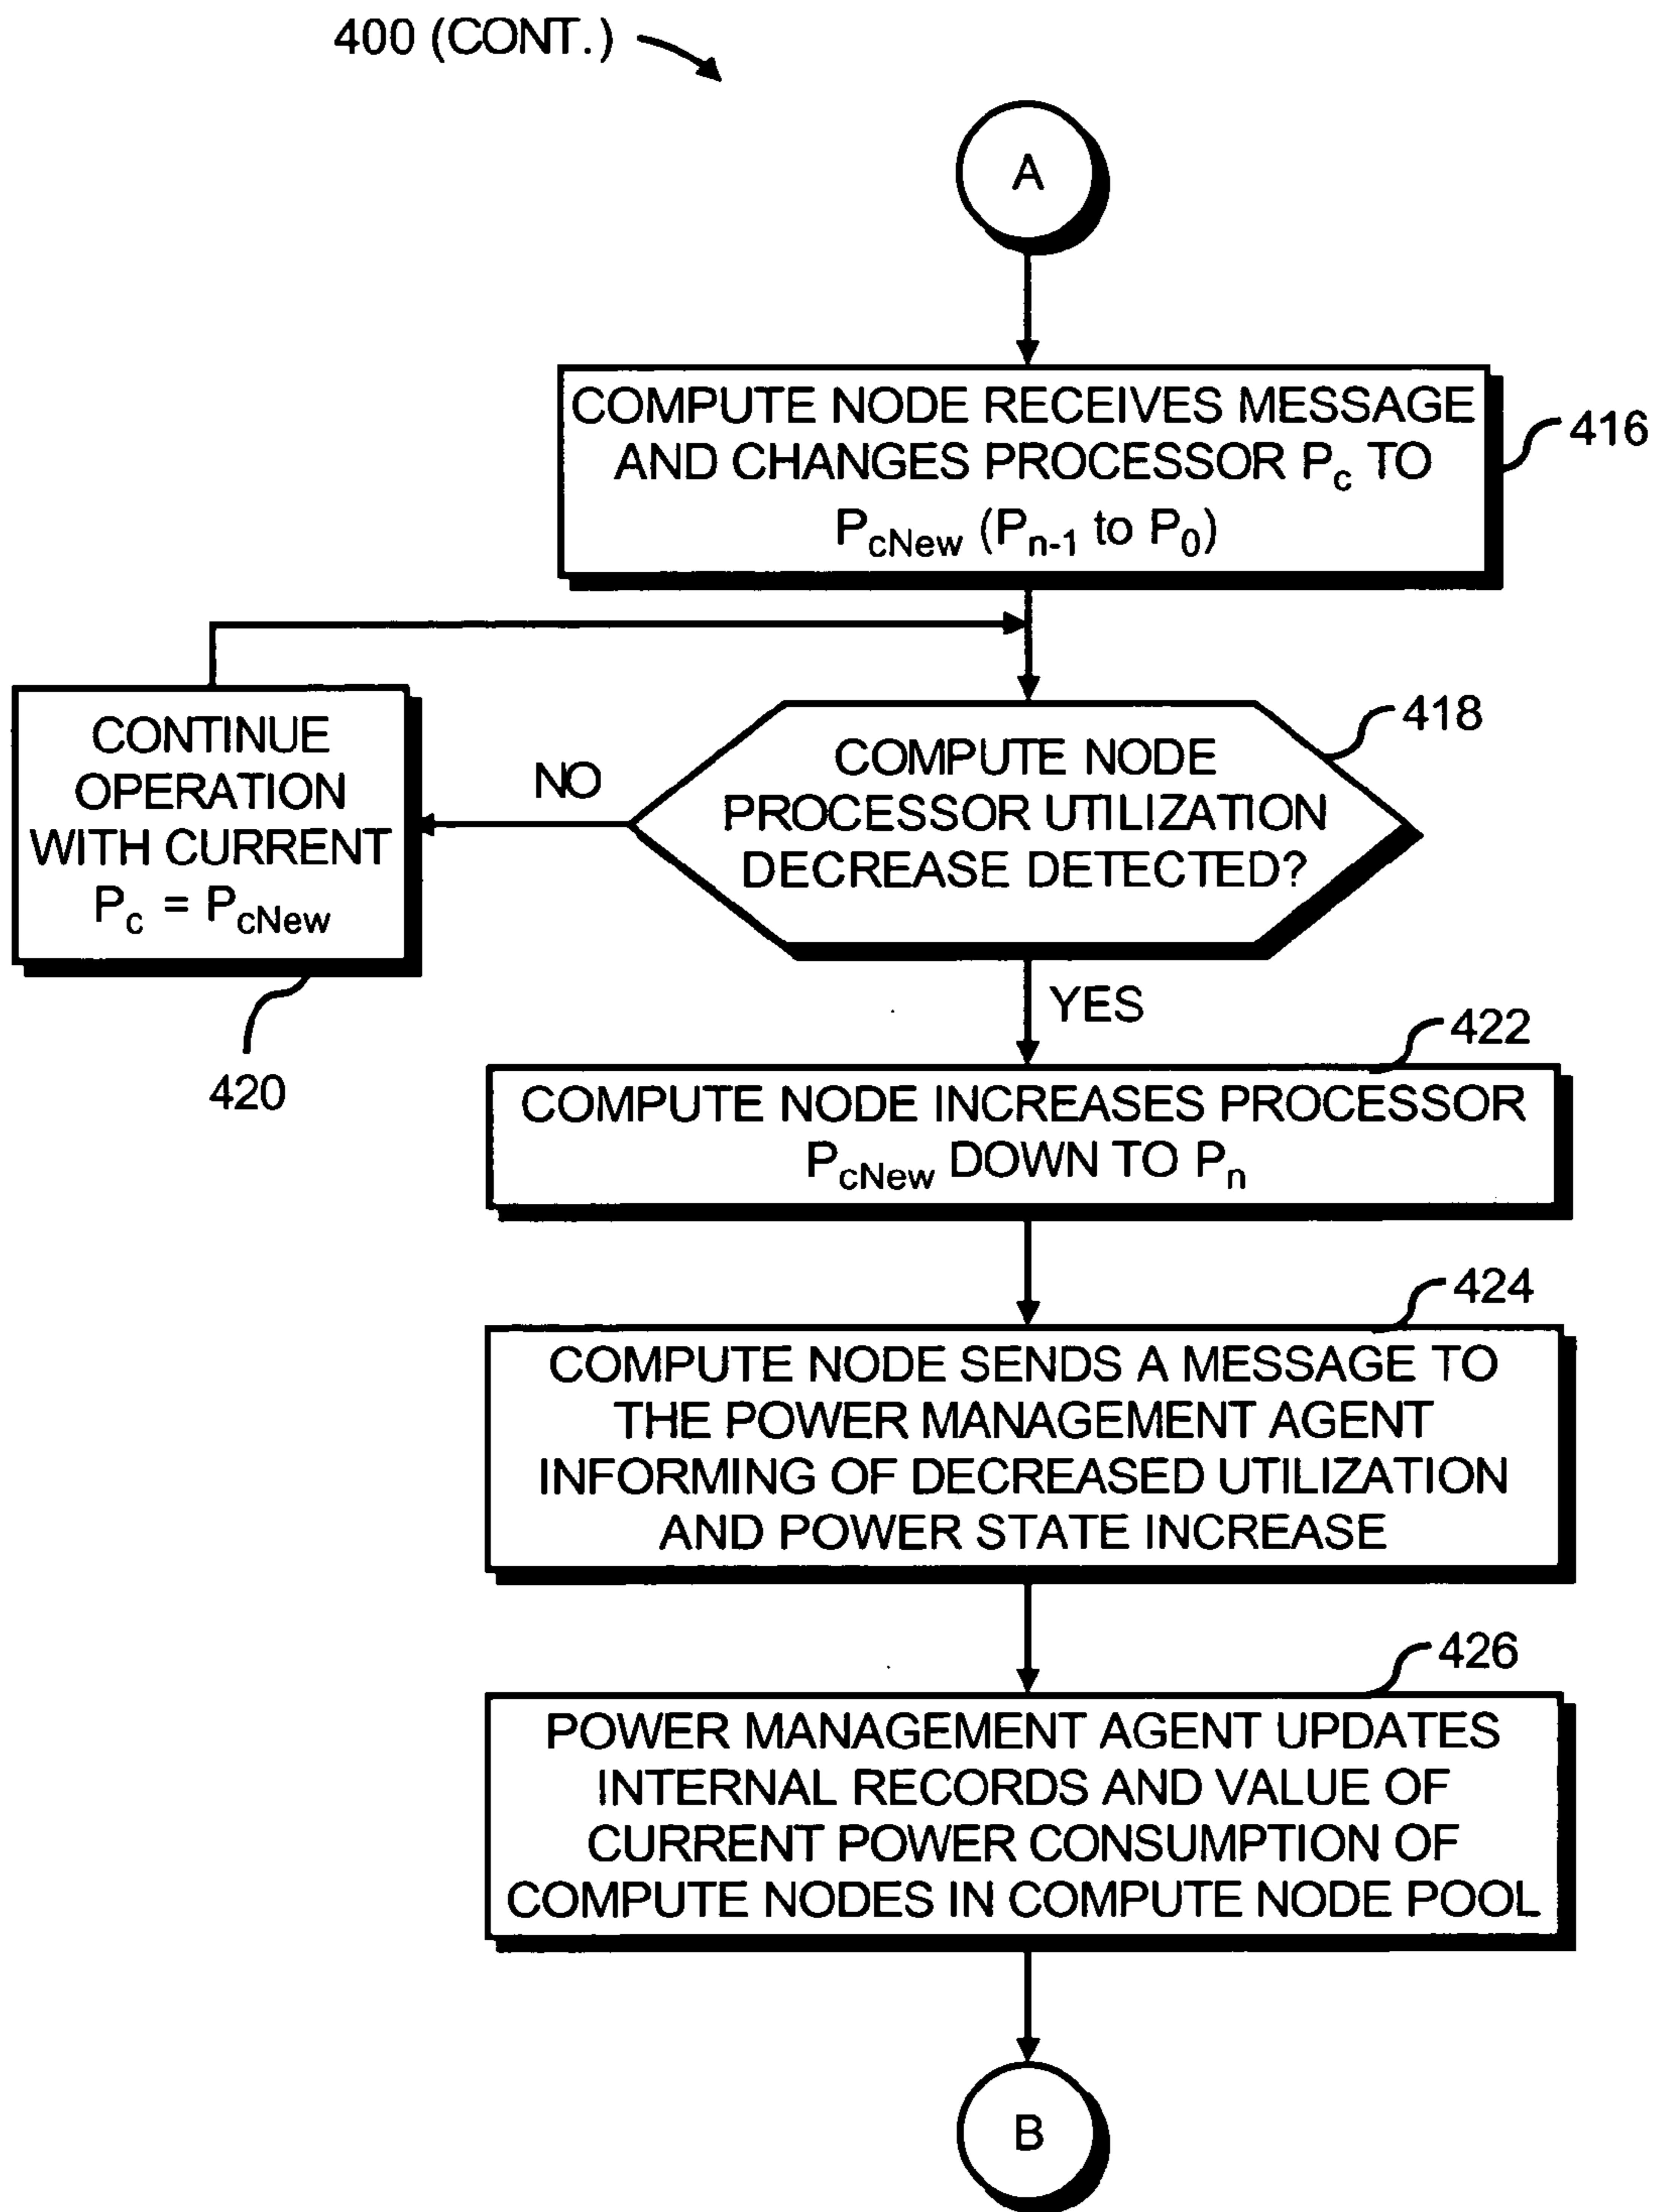 400 (CONT.)
A
COMPUTE NODE RECEIVES MESSAGE
AND CHANGES PROCESSOR Pc TO
PcNew (Pn-1 to P0)
416
COMPUTE NODE
PROCESSOR UTILIZATION
DECREASE DETECTED?
418
NO
CONTINUE
OPERATION
WITH CURRENT
Pc = PcNew
420
YES
422
COMPUTE NODE INCREASES PROCESSOR
PcNew DOWN TO Pn
424
COMPUTE NODE SENDS A MESSAGE TO
THE POWER MANAGEMENT AGENT
INFORMING OF DECREASED UTILIZATION
AND POWER STATE INCREASE
426
POWER MANAGEMENT AGENT UPDATES
INTERNAL RECORDS AND VALUE OF
CURRENT POWER CONSUMPTION OF
COMPUTE NODES IN COMPUTE NODE POOL
B